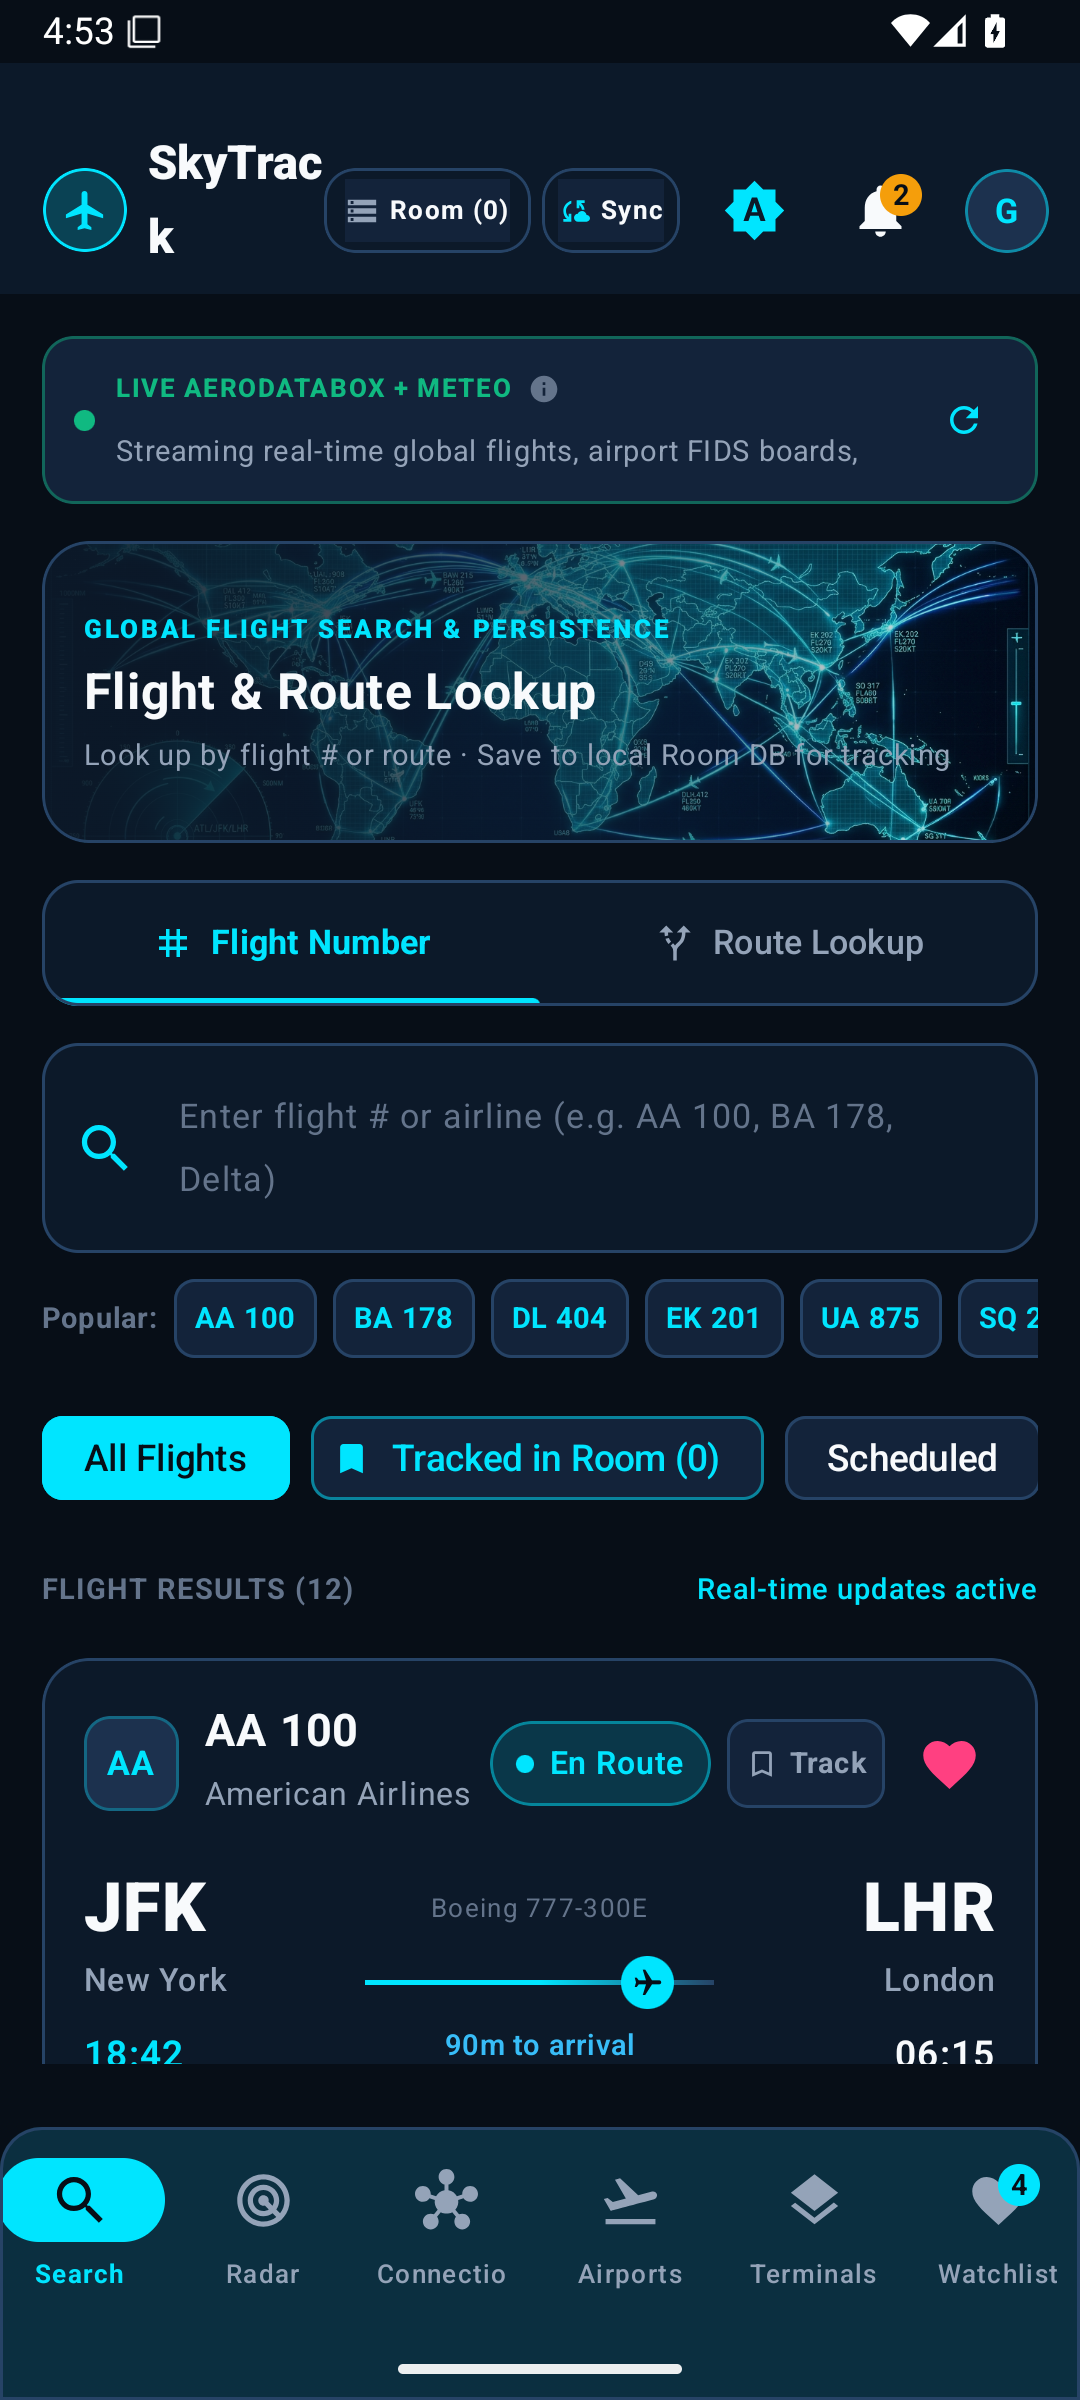 4:53
SkyTrac
k
Room (0)
Sync
A
2
G
LIVE AERODATABOX + METEO
Streaming real-time global flights, airport FIDS boards,
GLOBAL FLIGHT SEARCH & PERSISTENCE
Flight & Route Lookup
Look up by flight # or route · Save to local Room DB for tracking
Flight Number
Route Lookup
Enter flight # or airline (e.g. AA 100, BA 178,
Delta)
Popular:
AA 100
BA 178
DL 404
EK 201
UA 875
SQ 2
All Flights
Tracked in Room (0)
Scheduled
FLIGHT RESULTS (12)
Real-time updates active
AA
AA 100
American Airlines
En Route
Track
JFK
Boeing 777-300E
LHR
New York
London
18:42
90m to arrival
06:15
4
Search
Radar
Connectio
Airports
Terminals
Watchlist